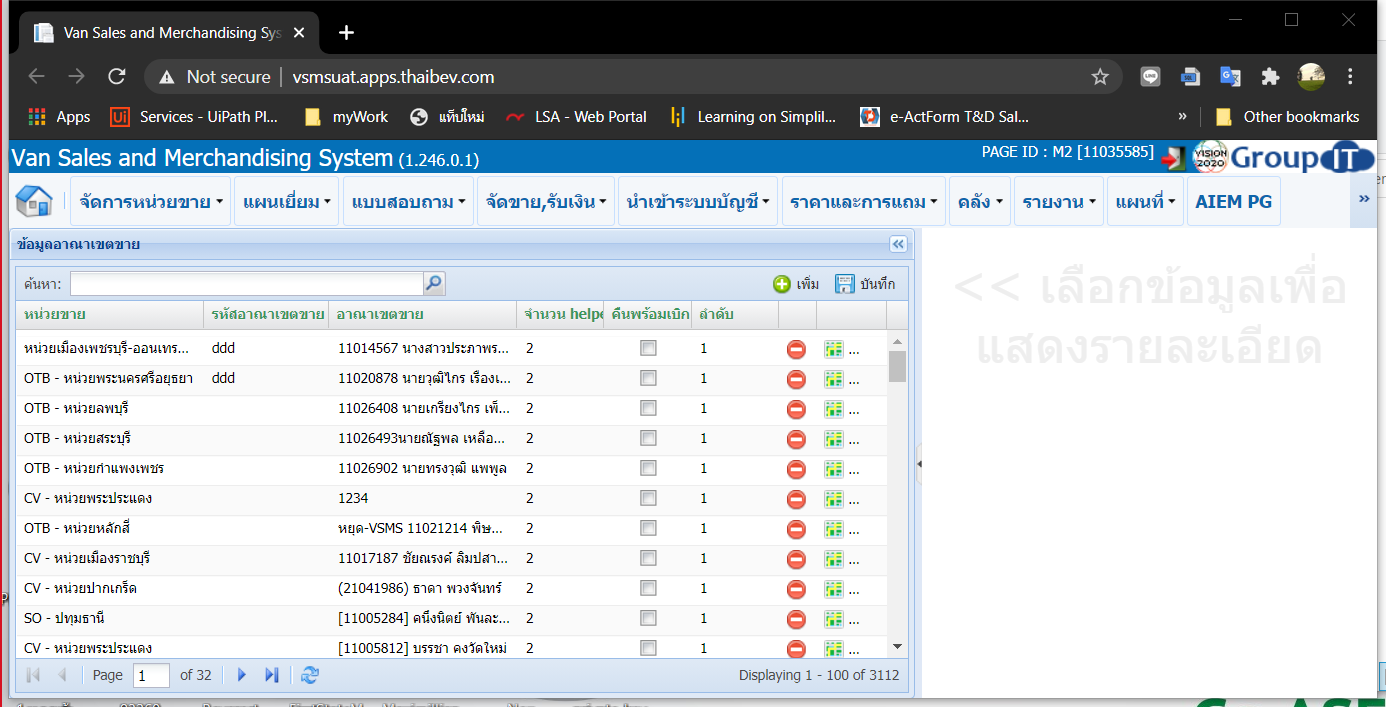 Van Sales and Merchandising Sys
Not secure | vsmsuat.apps.thaibev.com
Apps Services - UiPath Pl... myWork แท็บใหม่ LSA - Web Portal Learning on Simplil... e-ActForm T&D Sal... » Other bookmarks
Van Sales and Merchandising System (1.246.0.1) PAGE ID : M2 [11035585] VISION 2020 Group IT
จัดการหน่วยขาย แผนเยี่ยม แบบสอบถาม จัดขาย,รับเงิน นำเข้าระบบบัญชี ราคาและการแถม คลัง รายงาน แผนที่ AIEM PG »
ข้อมูลอาณาเขตขาย
ค้นหา: เพิ่ม บันทึก
หน่วยขาย รหัสอาณาเขตขาย อาณาเขตขาย จำนวน helpe คืนพร้อมเบิก ลำดับ
หน่วยเมืองเพชรบุรี-ออนเทร... ddd 11014567 นางสาวประภาพร... 2 1 ...
OTB - หน่วยพระนครศรีอยุธยา ddd 11020878 นายวุฒิไกร เรืองเ... 2 1 ...
OTB - หน่วยลพบุรี 11026408 นายเกรียงไกร เพ็... 2 1 ...
OTB - หน่วยสระบุรี 11026493นายณัฐพล เหลือ... 2 1 ...
OTB - หน่วยกำแพงเพชร 11026902 นายทรงวุฒิ แพพูล 2 1 ...
CV - หน่วยพระประแดง 1234 2 1 ...
OTB - หน่วยหลักสี่ หยุด-VSMS 11021214 พิษ... 2 1 ...
CV - หน่วยเมืองราชบุรี 11017187 ชัยณรงค์ ลิมปสา... 2 1 ...
CV - หน่วยปากเกร็ด (21041986) ธาดา พวงจันทร์ 2 1 ...
SO - ปทุมธานี [11005284] คนึงนิตย์ พันละ... 2 1 ...
CV - หน่วยพระประแดง [11005812] บรรชา คงวัดใหม่ 2 1 ...
Page 1 of 32 Displaying 1 - 100 of 3112
<< เลือกข้อมูลเพื่อ
แสดงรายละเอียด